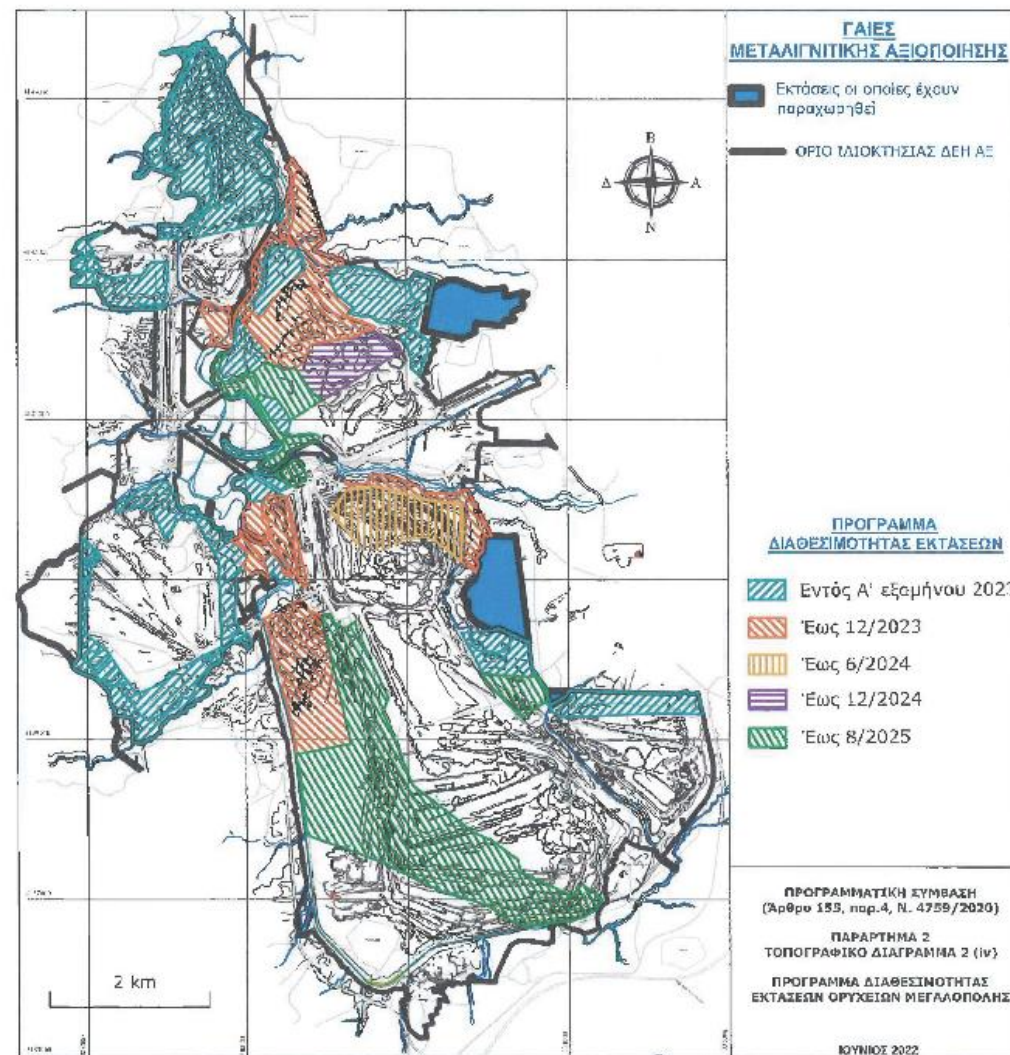 ΓΑΙΕΣ
ΜΕΤΑΛΙΓΝΙΤΙΚΗΣ ΑΞΙΟΠΟΙΗΣΗΣ
Εκτάσεις οι οποίες έχουν
παραχωρηθεί
ΟΡΙΟ ΙΔΙΟΚΤΗΣΙΑΣ ΔΕΗ ΑΕ
Β
Δ
Α
Ν
ΠΡΟΓΡΑΜΜΑ
ΔΙΑΘΕΣΙΜΟΤΗΤΑΣ ΕΚΤΑΣΕΩΝ
Εντός Α' εξαμήνου 2023
Έως 12/2023
Έως 6/2024
Έως 12/2024
Έως 8/2025
2 km
ΠΡΟΓΡΑΜΜΑΤΙΚΗ ΣΥΜΒΑΣΗ
(Άρθρο 155, παρ.4, Ν. 4759/2020)
ΠΑΡΑΡΤΗΜΑ 2
ΤΟΠΟΓΡΑΦΙΚΟ ΔΙΑΓΡΑΜΜΑ 2 (iv)
ΠΡΟΓΡΑΜΜΑ ΔΙΑΘΕΣΙΜΟΤΗΤΑΣ
ΕΚΤΑΣΕΩΝ ΟΡΥΧΕΙΩΝ ΜΕΓΑΛΟΠΟΛΗΣ
ΙΟΥΝΙΟΣ 2022